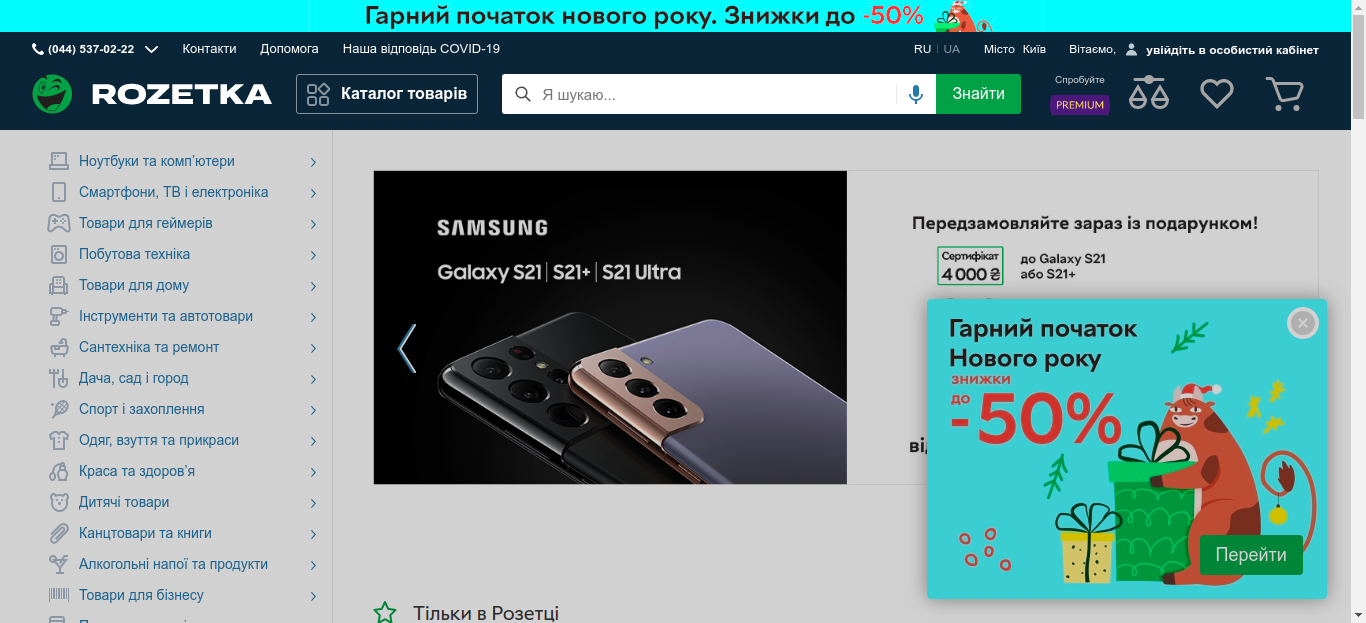 Гарний початок нового року. Знижки до -50%
(044) 537-02-22
Контакти
Допомога
Наша відповідь COVID-19
RU | UA
Місто Київ
Вітаємо, увійдіть в особистий кабінет
ROZETKA
Каталог товарів
Я шукаю...
Знайти
Спробуйте
PREMIUM
Ноутбуки та комп'ютери
Смартфони, ТВ і електроніка
Товари для геймерів
Побутова техніка
Товари для дому
Інструменти та автотовари
Сантехніка та ремонт
Дача, сад і город
Спорт і захоплення
Одяг, взуття та прикраси
Краса та здоров'я
Дитячі товари
Канцтовари та книги
Алкогольні напої та продукти
Товари для бізнесу
SAMSUNG
Galaxy S21 | S21+ | S21 Ultra
Передзамовляйте зараз із подарунком!
Сертифікат
4 000 ₴
до Galaxy S21
або S21+
Гарний початок
Нового року
знижки
до
-50%
Перейти
Тільки в Розетці